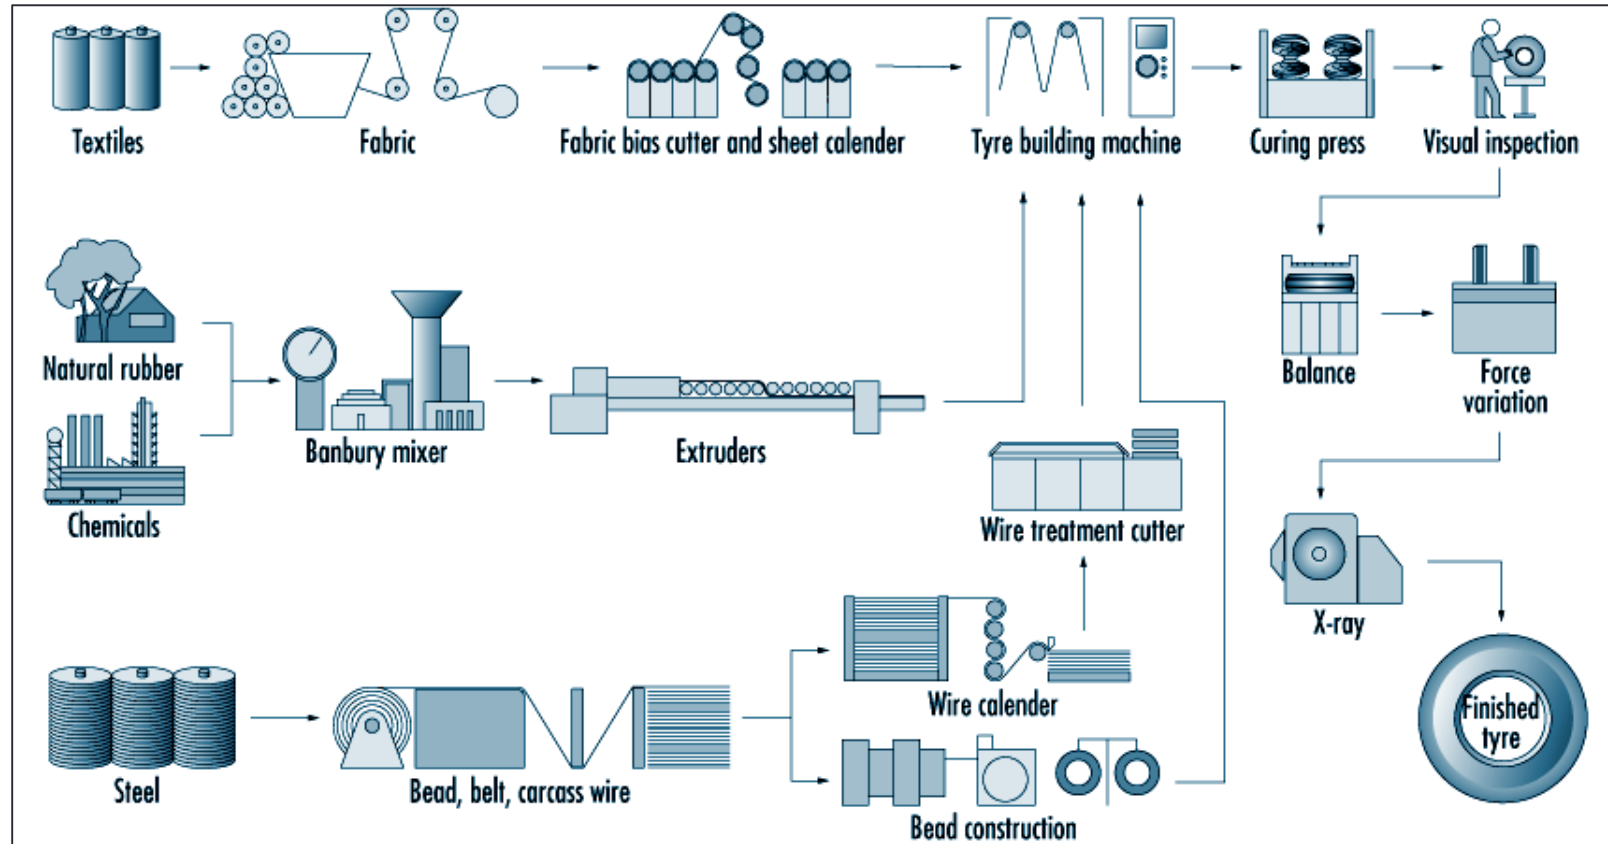 Textiles
Fabric
Fabric bias cutter and sheet calender
Tyre building machine
Curing press
Visual inspection
Natural rubber
Chemicals
Banbury mixer
Extruders
Wire treatment cutter
Balance
Force
variation
X-ray
Steel
Bead, belt, carcass wire
Wire calender
Bead construction
Finished
tyre